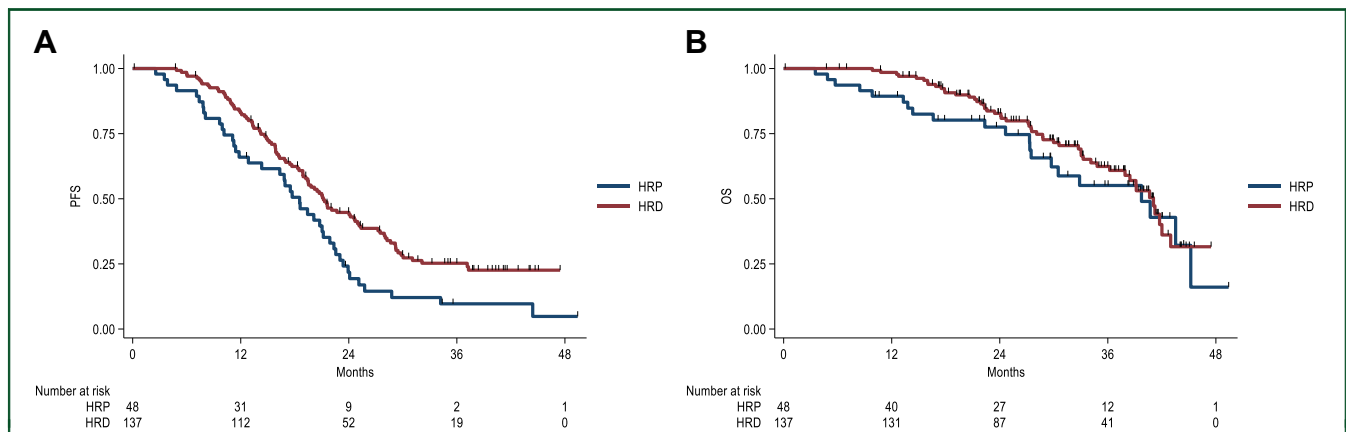 A
1.00
0.75
0.50
0.25
0.00
PFS
0 12 24 36 48
Months
HRP
HRD
Number at risk
HRP 48 31 9 2 1
HRD 137 112 52 19 0
B
1.00
0.75
0.50
0.25
0.00
OS
0 12 24 36 48
Months
HRP
HRD
Number at risk
HRP 48 40 27 12 1
HRD 137 131 87 41 0